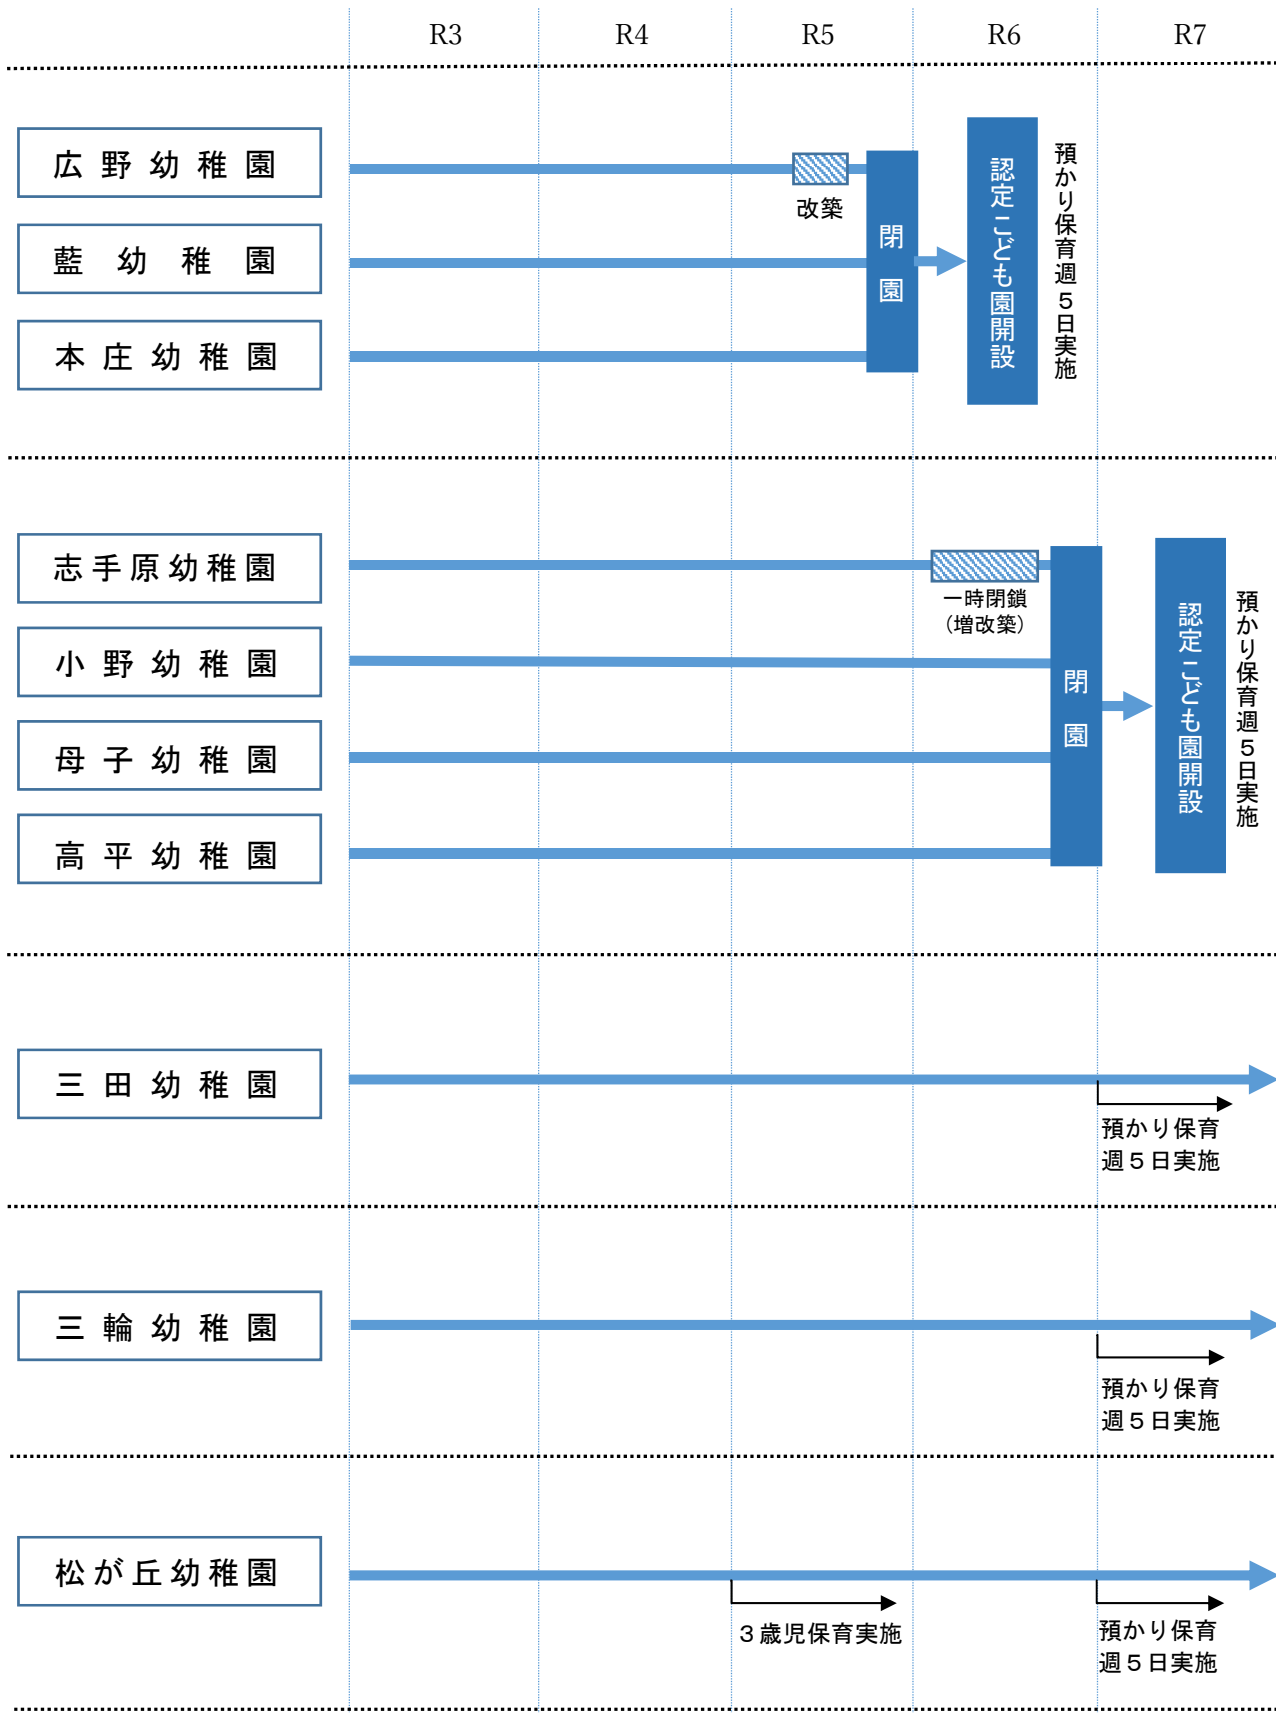 R3 R4 R5 R6 R7
広野幼稚園
改築
藍幼稚園
本庄幼稚園
閉園
認定こども園開設
預かり保育週5日実施
志手原幼稚園
一時閉鎖
(増改築)
小野幼稚園
母子幼稚園
高平幼稚園
閉園
認定こども園開設
預かり保育週5日実施
三田幼稚園
預かり保育
週5日実施
三輪幼稚園
預かり保育
週5日実施
松が丘幼稚園
3歳児保育実施
預かり保育
週5日実施